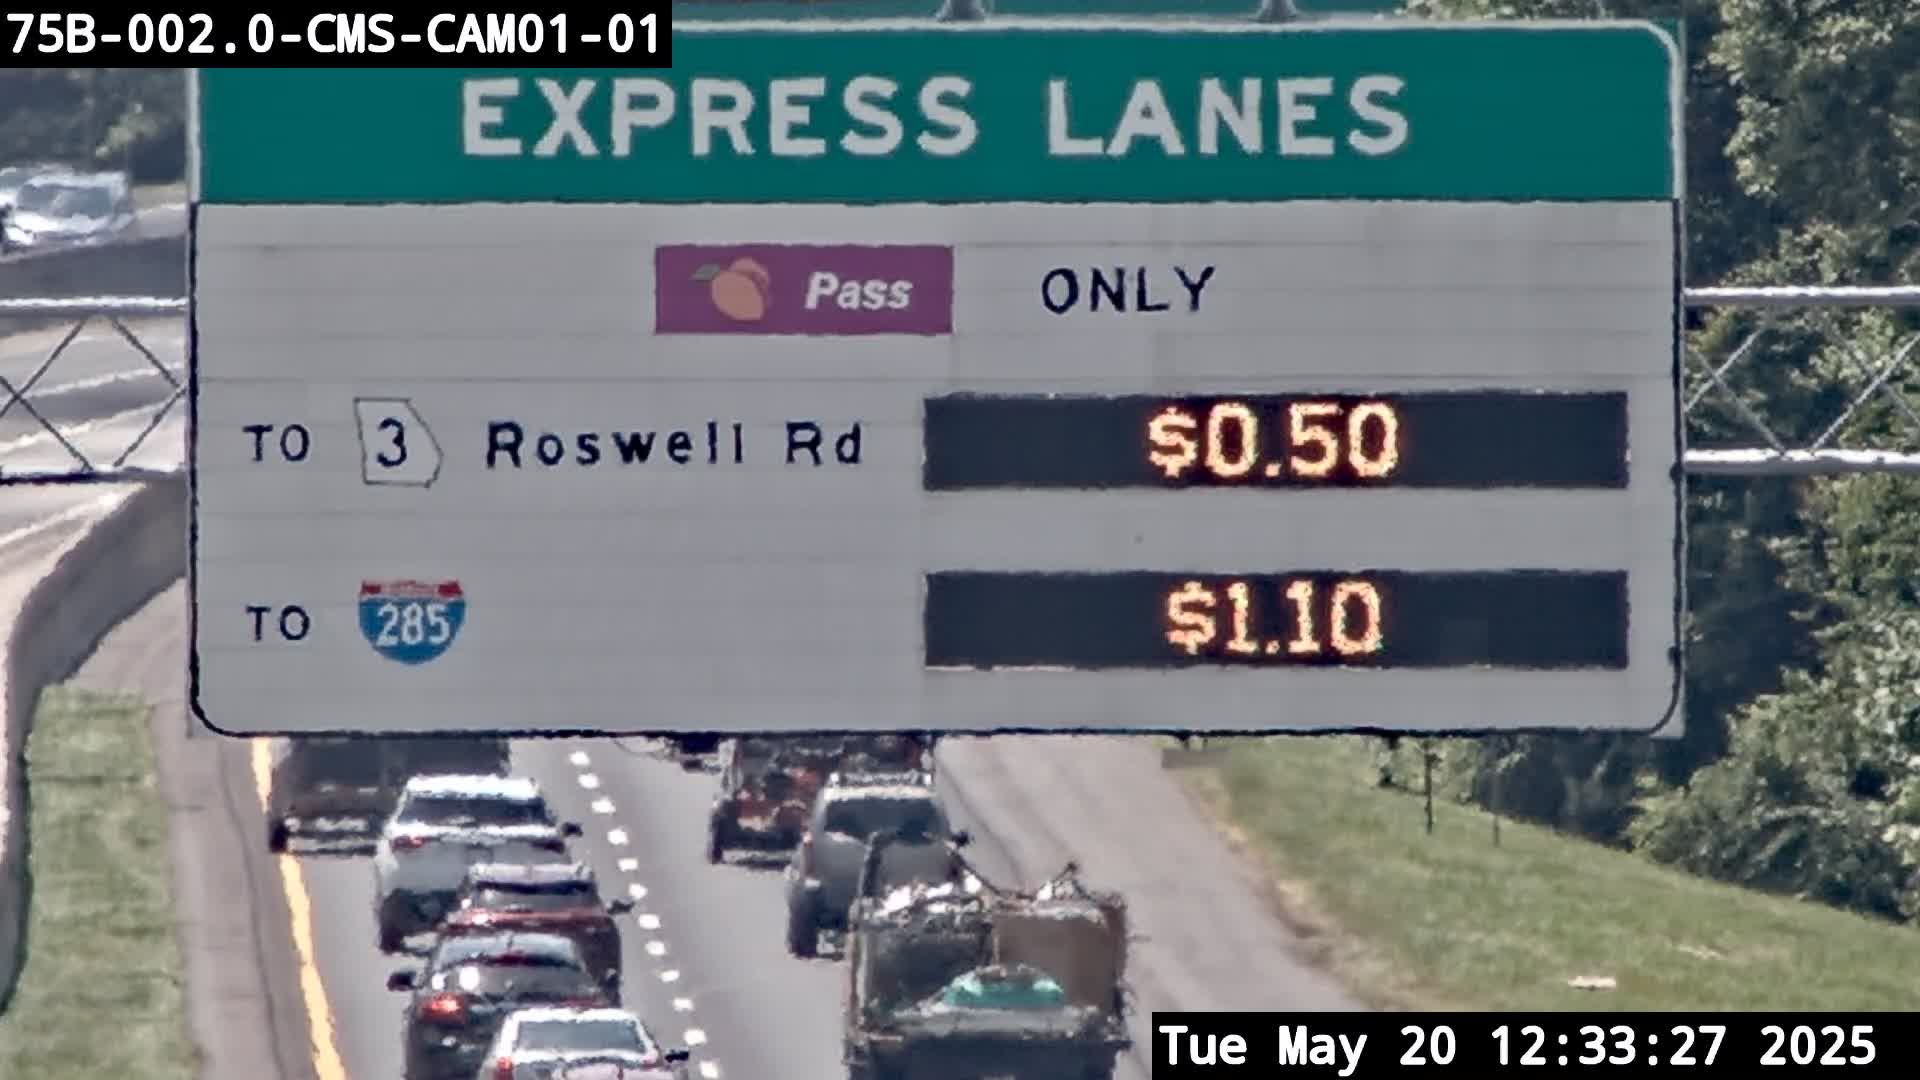 75B-002.0-CMS-CAM01-01
EXPRESS LANES
Pass ONLY
TO 3 Roswell Rd $0.50
TO 285 $1.10
Tue May 20 12:33:27 2025